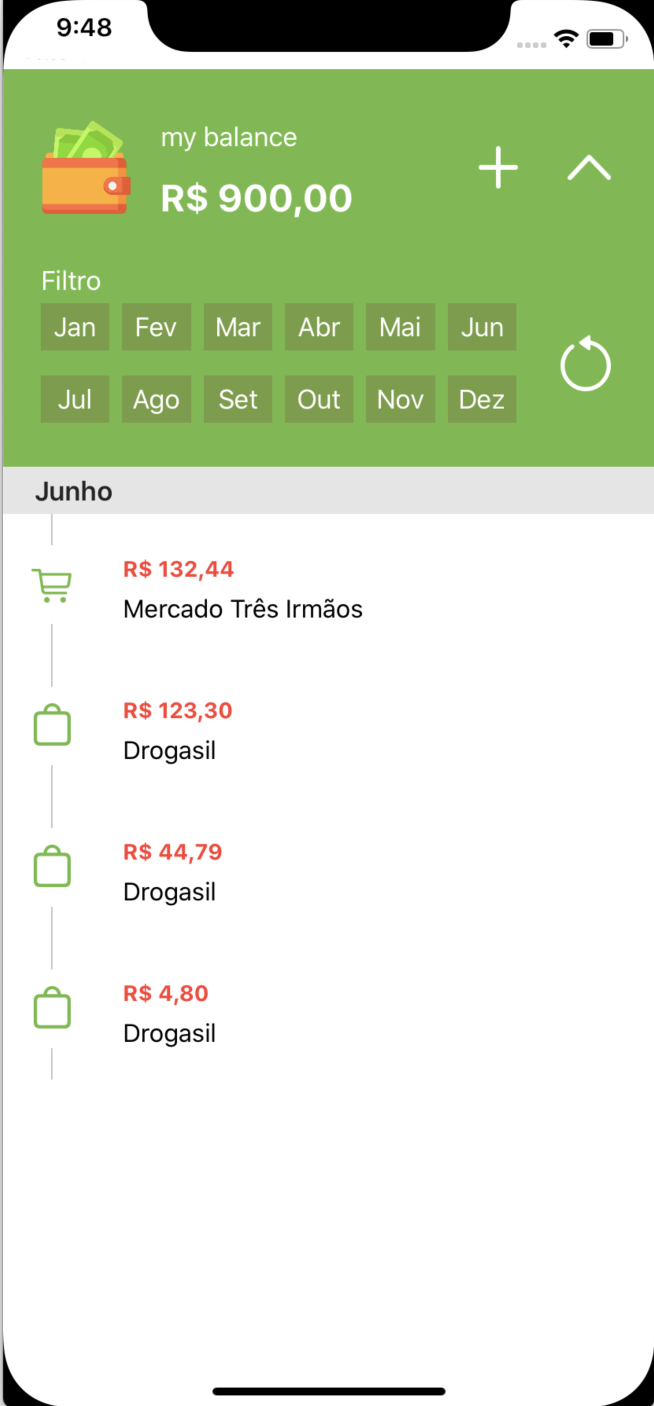 9:48
my balance
R$ 900,00
Filtro
Jan Fev Mar Abr Mai Jun
Jul Ago Set Out Nov Dez
Junho
R$ 132,44
Mercado Três Irmãos
R$ 123,30
Drogasil
R$ 44,79
Drogasil
R$ 4,80
Drogasil